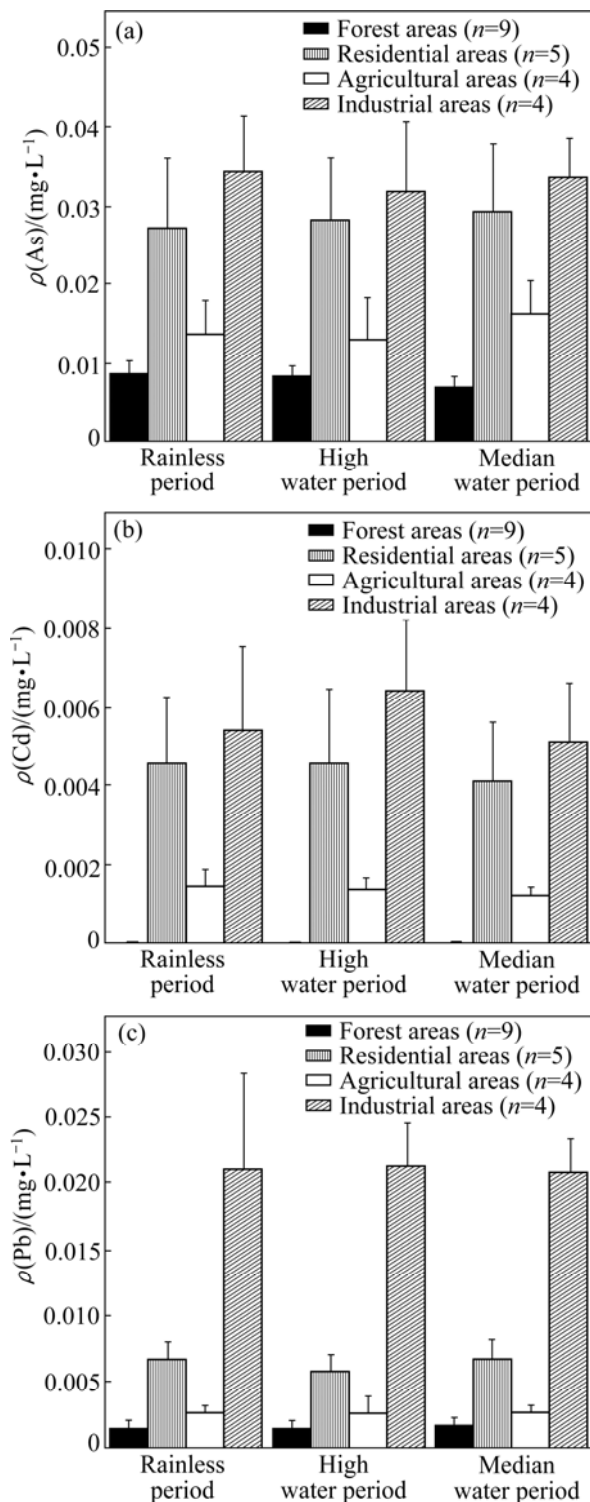 (a)
Forest areas (n=9)
Residential areas (n=5)
Agricultural areas (n=4)
Industrial areas (n=4)
ρ(As)/(mg•L⁻¹)
0.05
0.04
0.03
0.02
0.01
0
Rainless
period
High
water period
Median
water period
(b)
Forest areas (n=9)
Residential areas (n=5)
Agricultural areas (n=4)
Industrial areas (n=4)
ρ(Cd)/(mg•L⁻¹)
0.010
0.008
0.006
0.004
0.002
0
Rainless
period
High
water period
Median
water period
(c)
Forest areas (n=9)
Residential areas (n=5)
Agricultural areas (n=4)
Industrial areas (n=4)
ρ(Pb)/(mg•L⁻¹)
0.030
0.025
0.020
0.015
0.010
0.005
0
Rainless
period
High
water period
Median
water period